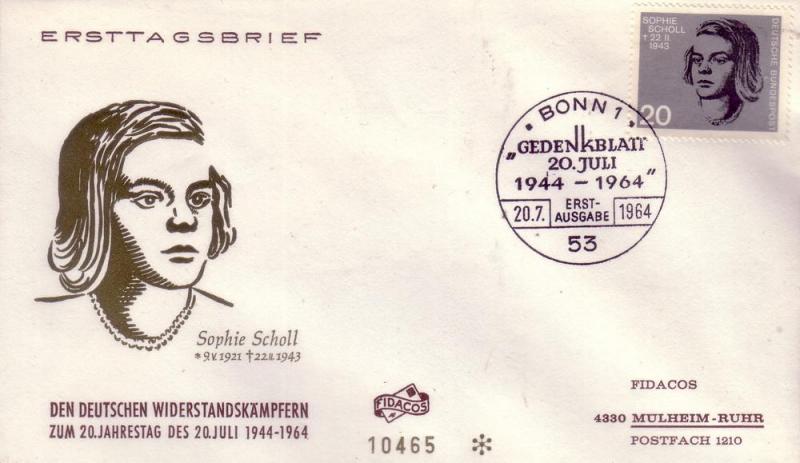 ERSTTAGSBRIEF
SOPHIE
SCHOLL
† 22 II
1943
DEUTSCHE BUNDESPOST
20
BONN 1
„GEDENKBLATT
20. JULI
1944 – 1964”
20.7. ERST-AUSGABE 1964
53
Sophie Scholl
*9.V.1921 †22.II.1943
DEN DEUTSCHEN WIDERSTANDSKÄMPFERN
ZUM 20.JAHRESTAG DES 20.JULI 1944-1964
FIDACOS
10465 *
FIDACOS
4330 MÜLHEIM-RUHR
POSTFACH 1210